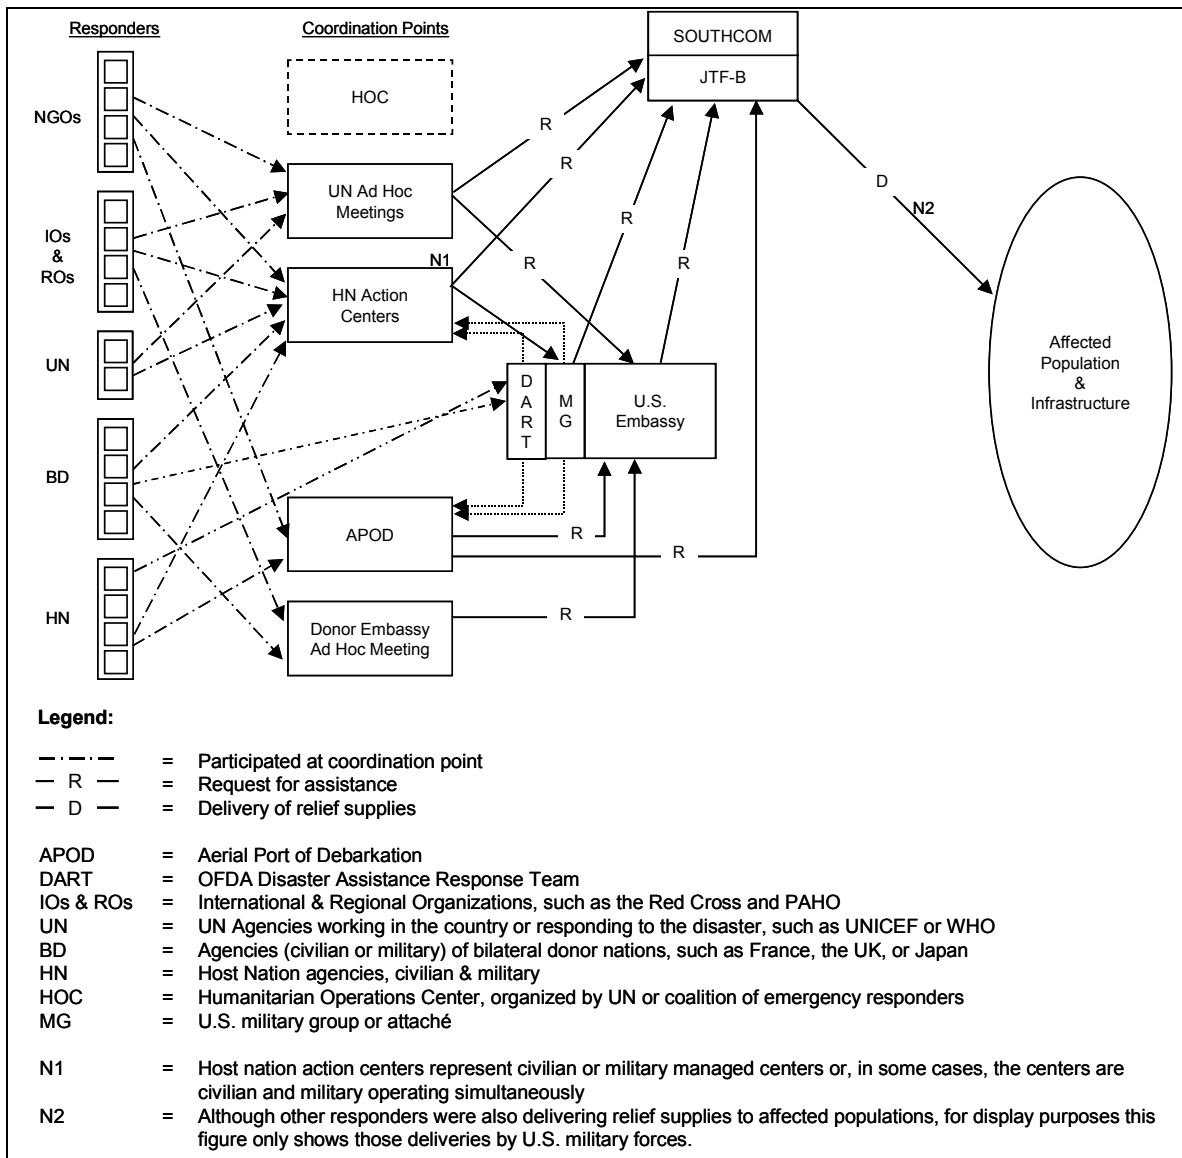 Responders
Coordination Points
SOUTHCOM
JTF-B
HOC
NGOs
R
R
UN Ad Hoc
Meetings
D
N2
IOs
&
ROs
R
N1
R
R
HN Action
Centers
UN
Affected
Population
&
Infrastructure
DART
MG
U.S.
Embassy
BD
APOD
R
R
HN
Donor Embassy
Ad Hoc Meeting
R
Legend:
= Participated at coordination point
R = Request for assistance
D = Delivery of relief supplies
APOD = Aerial Port of Debarkation
DART = OFDA Disaster Assistance Response Team
IOs & ROs = International & Regional Organizations, such as the Red Cross and PAHO
UN = UN Agencies working in the country or responding to the disaster, such as UNICEF or WHO
BD = Agencies (civilian or military) of bilateral donor nations, such as France, the UK, or Japan
HN = Host Nation agencies, civilian & military
HOC = Humanitarian Operations Center, organized by UN or coalition of emergency responders
MG = U.S. military group or attaché
N1 = Host nation action centers represent civilian or military managed centers or, in some cases, the centers are
civilian and military operating simultaneously
N2 = Although other responders were also delivering relief supplies to affected populations, for display purposes this
figure only shows those deliveries by U.S. military forces.